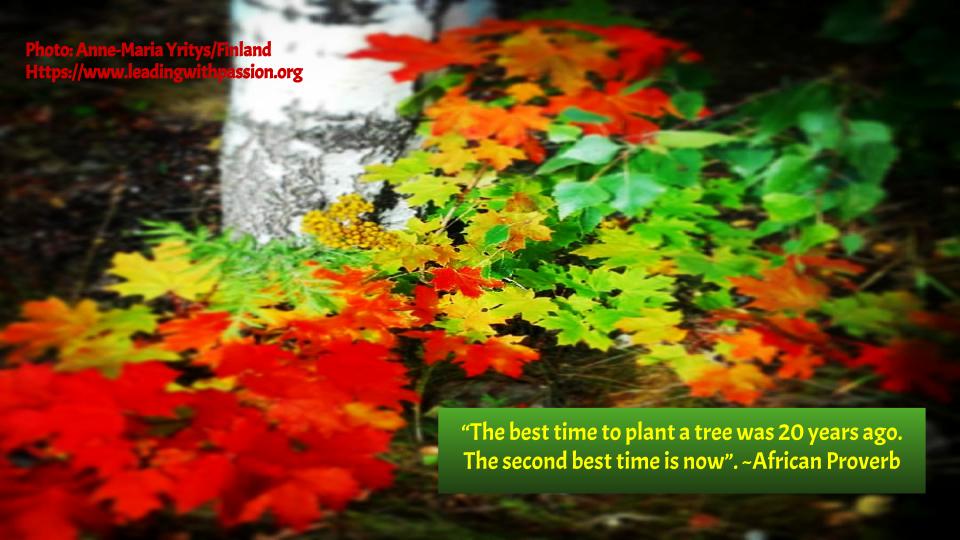 Photo: Anne-Maria Yritys/Finland
Https://www.leadingwithpassion.org
“The best time to plant a tree was 20 years ago.
The second best time is now”. ~African Proverb